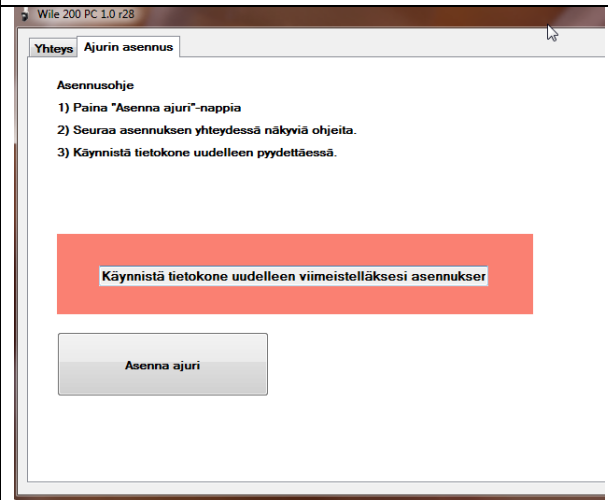 Wile 200 PC 1.0 r28
Yhteys Ajurin asennus
Asennusohje
1) Paina "Asenna ajuri"-nappia
2) Seuraa asennuksen yhteydessä näkyviä ohjeita.
3) Käynnistä tietokone uudelleen pyydettäessä.
Käynnistä tietokone uudelleen viimeistelläksesi asennukser
Asenna ajuri